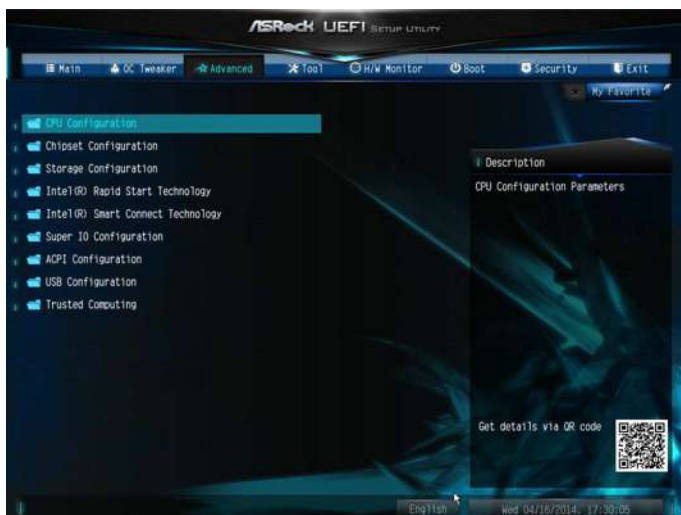 ASRock UEFI SETUP UTILITY
Main OC Tweaker Advanced Tool H/W Monitor Boot Security Exit
My Favorite
CPU Configuration
Chipset Configuration
Storage Configuration
Intel(R) Rapid Start Technology
Intel(R) Smart Connect Technology
Super IO Configuration
ACPI Configuration
USB Configuration
Trusted Computing
Description
CPU Configuration Parameters
Get details via QR code
English
Wed 04/16/2014. 17:30:05